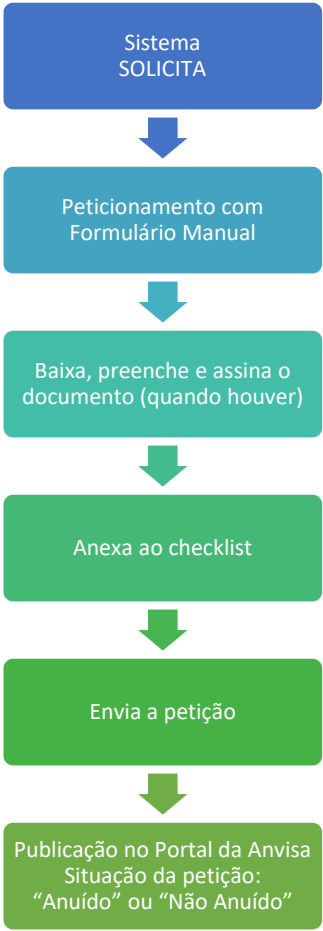 Sistema
SOLICITA
Peticionamento com
Formulário Manual
Baixa, preenche e assina o
documento (quando houver)
Anexa ao checklist
Envia a petição
Publicação no Portal da Anvisa
Situação da petição:
“Anuído” ou “Não Anuído”